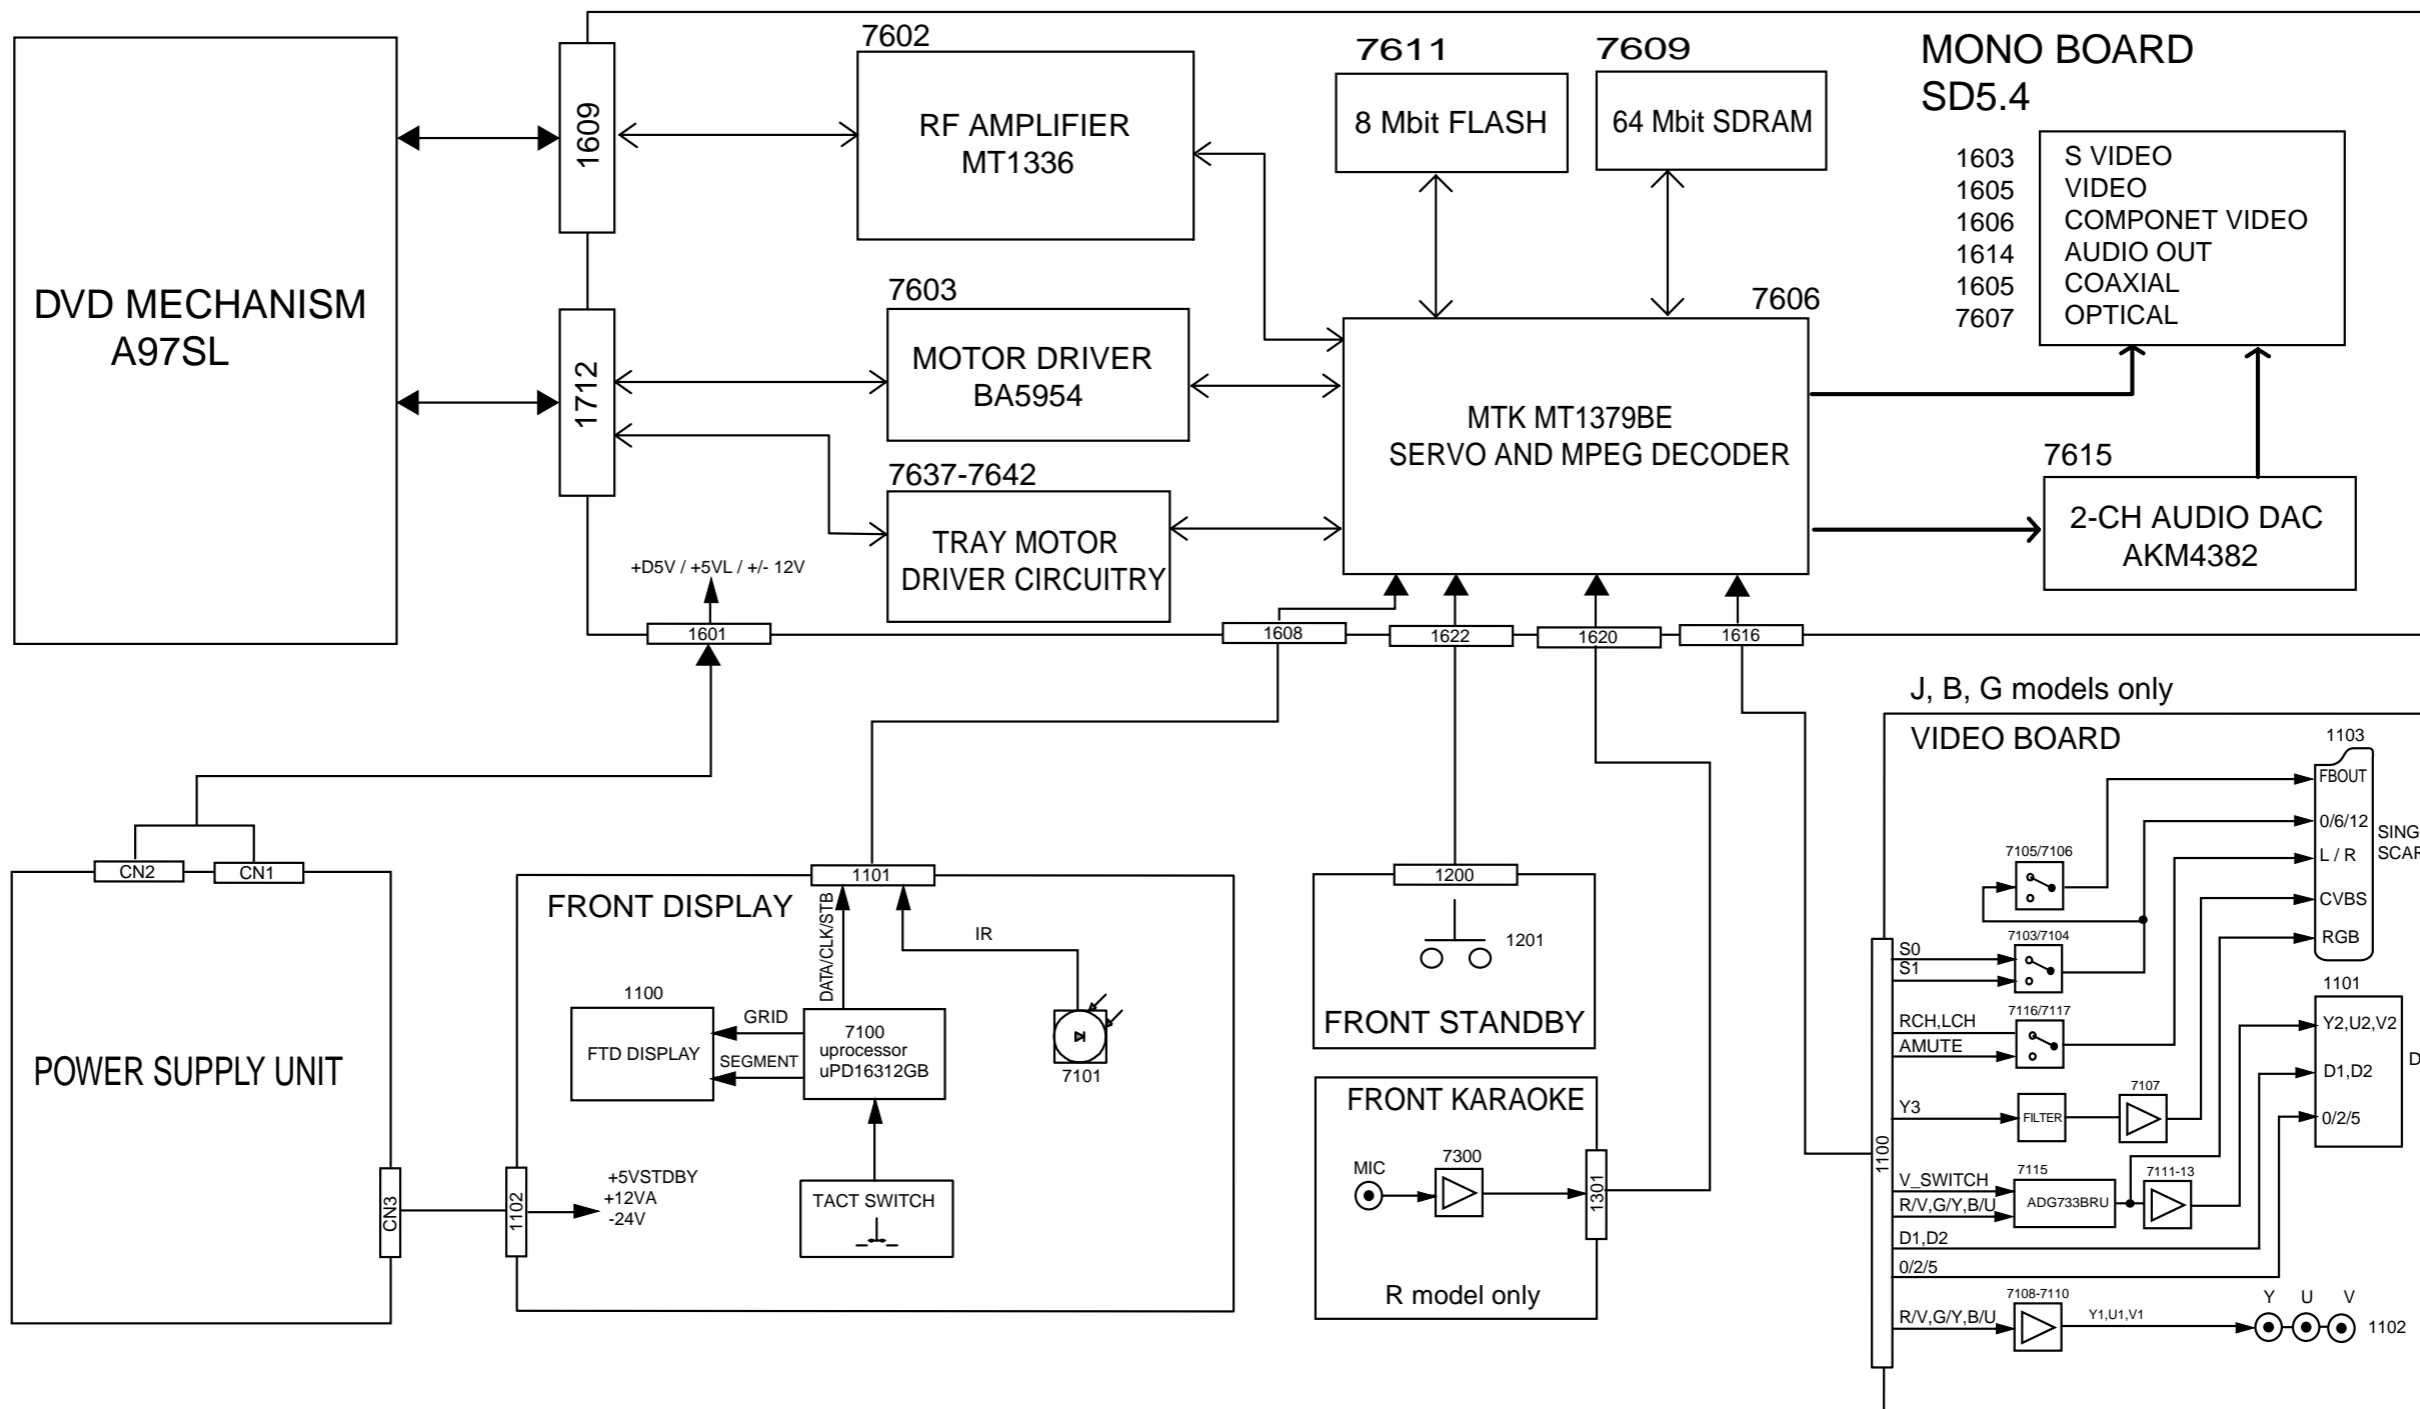 7602
7611
7609
MONO BOARD
SD5.4
1609
RF AMPLIFIER
MT1336
8 Mbit FLASH
64 Mbit SDRAM
1603 S VIDEO
1605 VIDEO
1606 COMPONET VIDEO
1614 AUDIO OUT
1605 COAXIAL
7607 OPTICAL
DVD MECHANISM
A97SL
7603
7606
1712
MOTOR DRIVER
BA5954
MTK MT1379BE
SERVO AND MPEG DECODER
7615
2-CH AUDIO DAC
AKM4382
7637-7642
TRAY MOTOR
DRIVER CIRCUITRY
+D5V / +5VL / +/- 12V
1601
1608
1622
1620
1616
J, B, G models only
VIDEO BOARD
1103
FBOUT
0/6/12
L / R
CVBS
RGB
SING
SCAR
7105/7106
7103/7104
S0
S1
1101
7116/7117
RCH,LCH
AMUTE
Y2,U2,V2
D1,D2
0/2/5
D
7107
Y3
FILTER
1100
7115
7111-13
V_SWITCH
R/V,G/Y,B/U
ADG733BRU
D1,D2
0/2/5
7108-7110
R/V,G/Y,B/U
Y1,U1,V1
Y U V
1102
CN2
CN1
POWER SUPPLY UNIT
CN3
1101
FRONT DISPLAY
DATA/CLK/STB
IR
1100
FTD DISPLAY
GRID
SEGMENT
7100
uprocessor
uPD16312GB
7101
1102
+5VSTDBY
+12VA
-24V
TACT SWITCH
1200
1201
FRONT STANDBY
FRONT KARAOKE
MIC
7300
1301
R model only